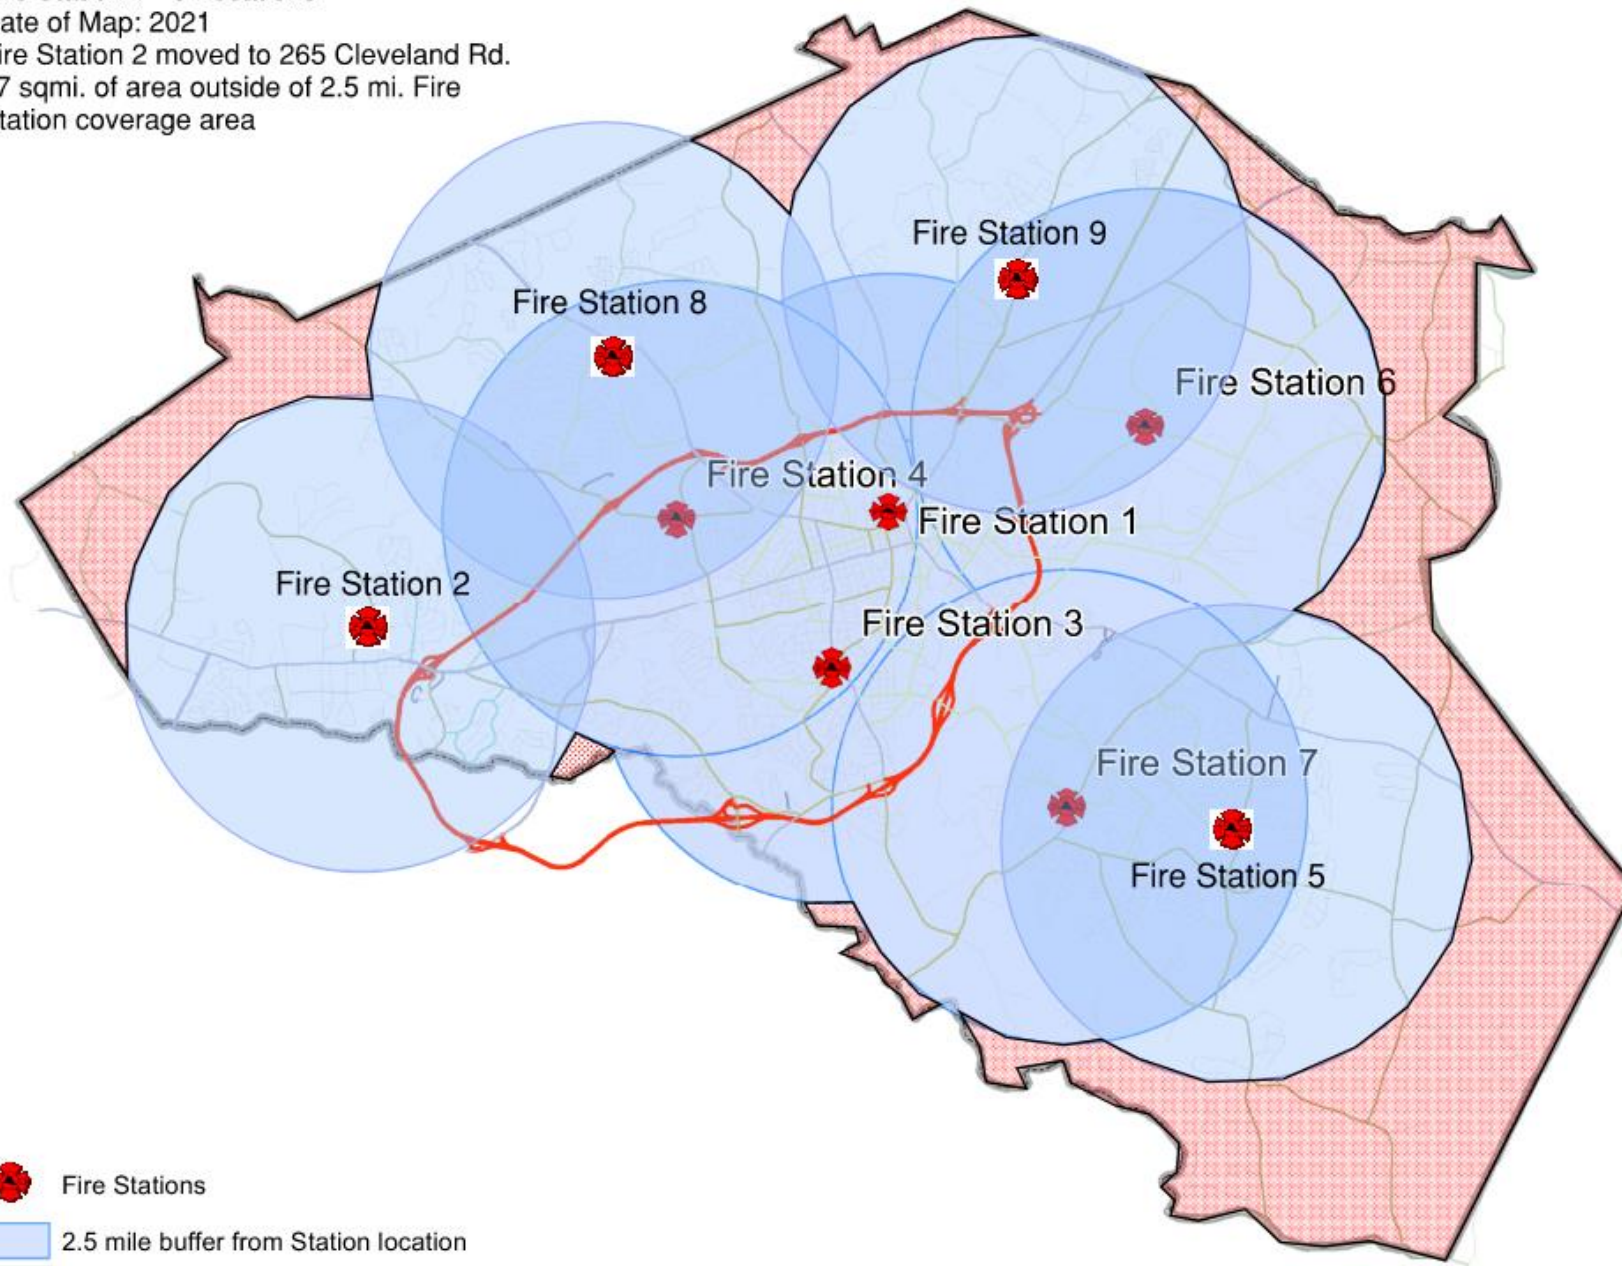 ate of Map: 2021
ire Station 2 moved to 265 Cleveland Rd.
7 sqmi. of area outside of 2.5 mi. Fire
tation coverage area
Fire Station 9
Fire Station 8
Fire Station 6
Fire Station 4
Fire Station 1
Fire Station 2
Fire Station 3
Fire Station 7
Fire Station 5
Fire Stations
2.5 mile buffer from Station location